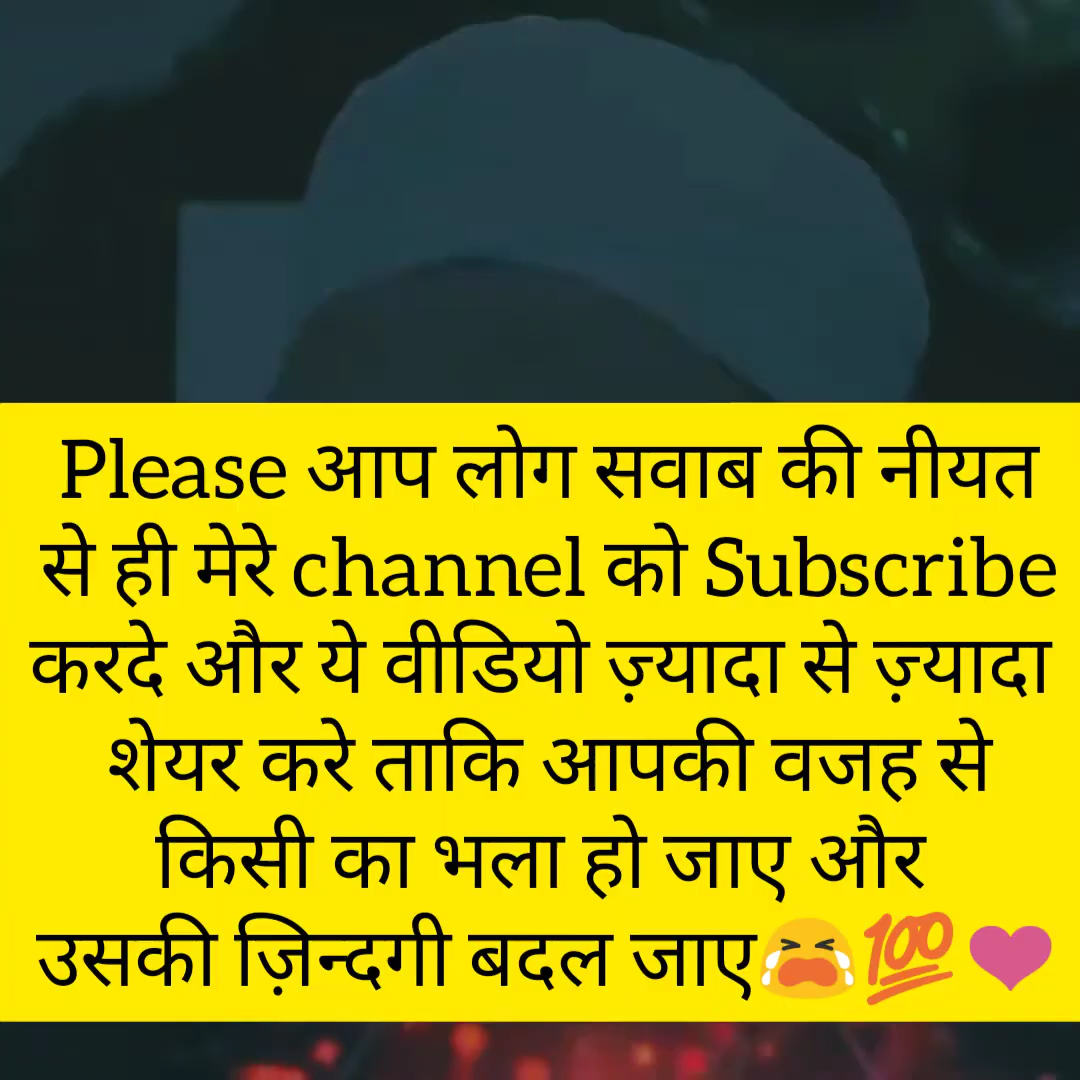 Please आप लोग सवाब की नीयत
से ही मेरे channel को Subscribe
करदे और ये वीडियो ज़्यादा से ज़्यादा
शेयर करे ताकि आपकी वजह से
किसी का भला हो जाए और
उसकी ज़िन्दगी बदल जाए😭💯❤